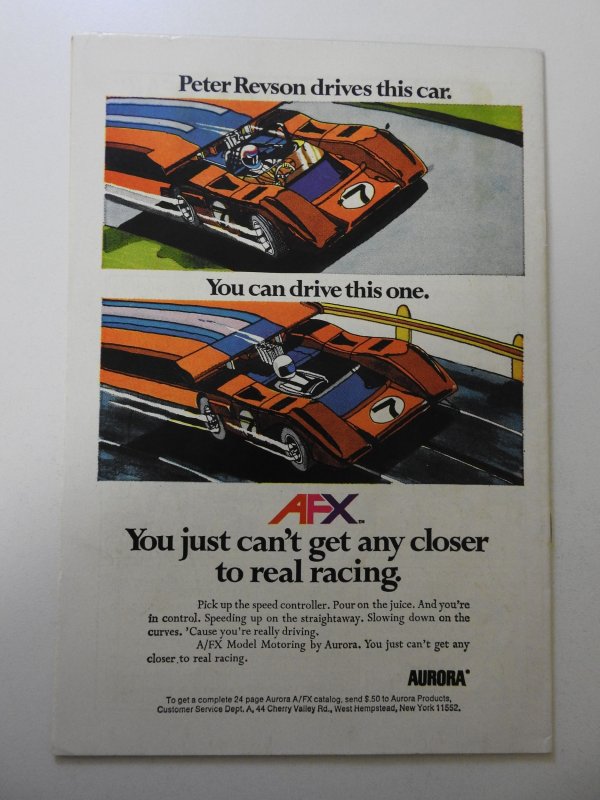 Peter Revson drives this car.
7
7
You can drive this one.
7
7
AFX™
You just can't get any closer
to real racing.
Pick up the speed controller. Pour on the juice. And you're
in control. Speeding up on the straightaway. Slowing down on the
curves. 'Cause you're really driving.
A/FX Model Motoring by Aurora. You just can't get any
closer to real racing.
AURORA®
To get a complete 24 page Aurora A/FX catalog, send $.50 to Aurora Products,
Customer Service Dept. A, 44 Cherry Valley Rd., West Hempstead, New York 11552.